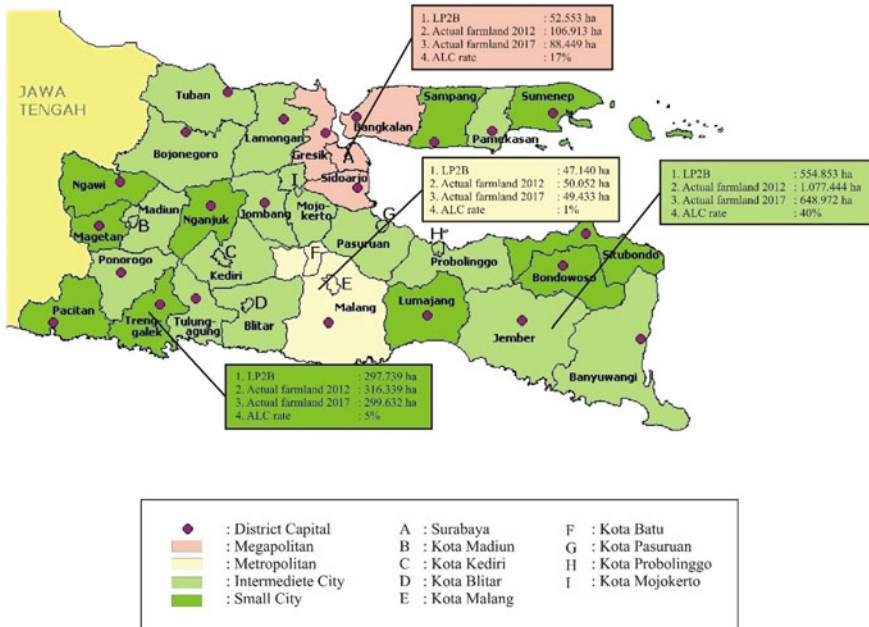 1. LP2B : 52.553 ha
2. Actual farmland 2012 : 106.913 ha
3. Actual farmland 2017 : 88.449 ha
4. ALC rate : 17%
JAWA
TENGAH
Tuban
Lamongan
Bojonegoro
Gresik
A
Bangkalan
Sampang
Pamekasan
Sumenep
Sidoarjo
I
1. LP2B : 47.140 ha
2. Actual farmland 2012 : 50.052 ha
3. Actual farmland 2017 : 49.433 ha
4. ALC rate : 1%
1. LP2B : 554.853 ha
2. Actual farmland 2012 : 1.077.444 ha
3. Actual farmland 2017 : 648.972 ha
4. ALC rate : 40%
Ngawi
Magetan
Madiun
B
Nganjuk
Jombang
Mojo-
kerto
G
Pasuruan
H
Probolinggo
Situbondo
Bondowoso
Ponorogo
C
Kediri
F
E
Malang
Lumajang
Jember
Banyuwangi
Pacitan
Treng-
galek
Tulung-
agung
D
Blitar
1. LP2B : 297.739 ha
2. Actual farmland 2012 : 316.339 ha
3. Actual farmland 2017 : 299.632 ha
4. ALC rate : 5%
: District Capital
: Megapolitan
: Metropolitan
: Intermediete City
: Small City
A : Surabaya
B : Kota Madiun
C : Kota Kediri
D : Kota Blitar
E : Kota Malang
F : Kota Batu
G : Kota Pasuruan
H : Kota Probolinggo
I : Kota Mojokerto